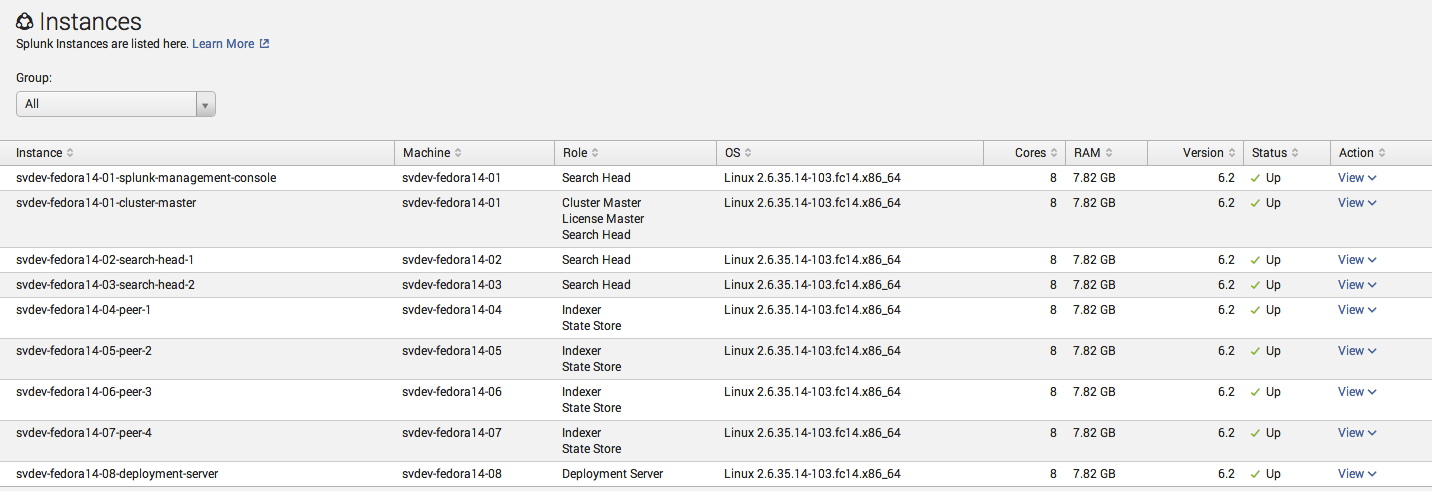 Instances
Splunk Instances are listed here. Learn More
Group:
All
Instance Machine Role OS Cores RAM Version Status Action
svdev-fedora14-01-splunk-management-console svdev-fedora14-01 Search Head Linux 2.6.35.14-103.fc14.x86_64 8 7.82 GB 6.2 Up View
svdev-fedora14-01-cluster-master svdev-fedora14-01 Cluster Master Linux 2.6.35.14-103.fc14.x86_64 8 7.82 GB 6.2 Up View
License Master
Search Head
svdev-fedora14-02-search-head-1 svdev-fedora14-02 Search Head Linux 2.6.35.14-103.fc14.x86_64 8 7.82 GB 6.2 Up View
svdev-fedora14-03-search-head-2 svdev-fedora14-03 Search Head Linux 2.6.35.14-103.fc14.x86_64 8 7.82 GB 6.2 Up View
svdev-fedora14-04-peer-1 svdev-fedora14-04 Indexer Linux 2.6.35.14-103.fc14.x86_64 8 7.82 GB 6.2 Up View
State Store
svdev-fedora14-05-peer-2 svdev-fedora14-05 Indexer Linux 2.6.35.14-103.fc14.x86_64 8 7.82 GB 6.2 Up View
State Store
svdev-fedora14-06-peer-3 svdev-fedora14-06 Indexer Linux 2.6.35.14-103.fc14.x86_64 8 7.82 GB 6.2 Up View
State Store
svdev-fedora14-07-peer-4 svdev-fedora14-07 Indexer Linux 2.6.35.14-103.fc14.x86_64 8 7.82 GB 6.2 Up View
State Store
svdev-fedora14-08-deployment-server svdev-fedora14-08 Deployment Server Linux 2.6.35.14-103.fc14.x86_64 8 7.82 GB 6.2 Up View